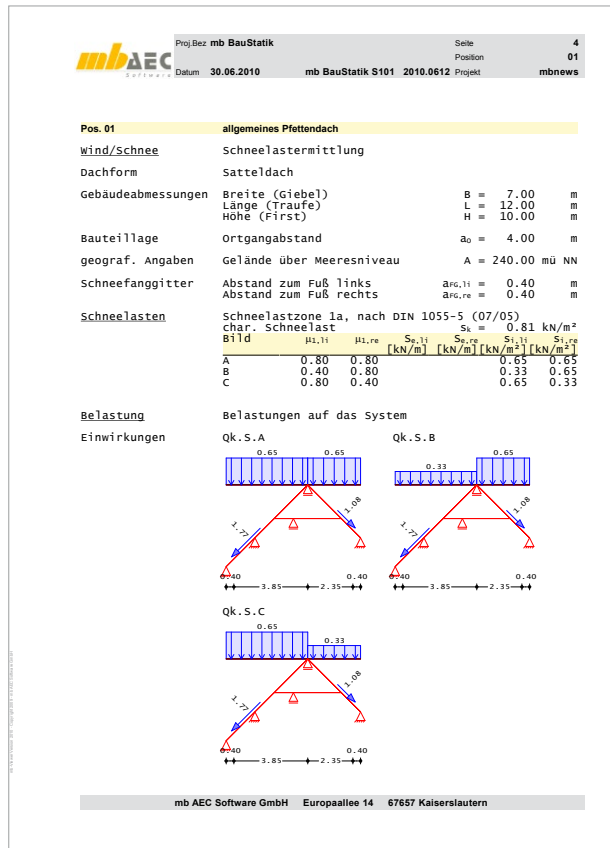 mb AEC
Software
Proj.Bez mb BauStatik Seite 4
Position 01
Datum 30.06.2010 mb BauStatik S101 2010.0612 Projekt mbnews
Pos. 01 allgemeines Pfettendach
Wind/Schnee Schneelastermittlung
Dachform Satteldach
Gebäudeabmessungen Breite (Giebel) B = 7.00 m
Länge (Traufe) L = 12.00 m
Höhe (First) H = 10.00 m
Bauteillage Ortgangabstand a₀ = 4.00 m
geograf. Angaben Gelände über Meeresniveau A = 240.00 mü NN
Schneefanggitter Abstand zum Fuß links aFG,li = 0.40 m
Abstand zum Fuß rechts aFG,re = 0.40 m
Schneelasten Schneelastzone 1a, nach DIN 1055-5 (07/05)
char. Schneelast sk = 0.81 kN/m²
Bild μ1,li μ1,re Se,li Se,re si,li si,re
[kN/m] [kN/m] [kN/m²] [kN/m²]
A 0.80 0.80 0.65 0.65
B 0.40 0.80 0.33 0.65
C 0.80 0.40 0.65 0.33
Belastung Belastungen auf das System
Einwirkungen Qk.S.A Qk.S.B
0.65 0.65 0.33 0.65
1.77 1.08 1.77 1.08
0.40 3.85 2.35 0.40 0.40 3.85 2.35 0.40
Qk.S.C
0.65 0.33
1.77 1.08
0.40 3.85 2.35 0.40
mb AEC Software GmbH Europaallee 14 67657 Kaiserslautern